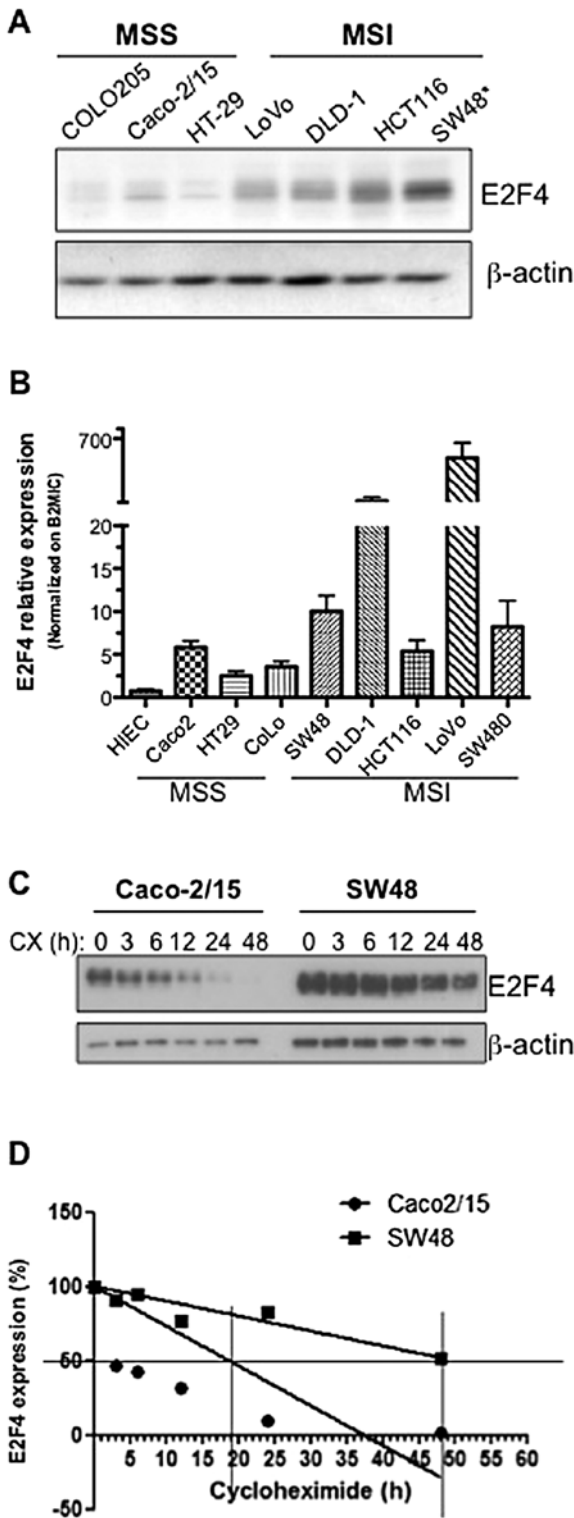 A
MSS MSI
COLO205 Caco-2/15 HT-29 LoVo DLD-1 HCT116 SW48*
E2F4
β-actin
B
E2F4 relative expression
(Normalized on B2MIC)
700
20
15
10
5
0
HIEC Caco2 HT29 CoLo SW48 DLD-1 HCT116 LoVo SW480
MSS MSI
C
Caco-2/15 SW48
CX (h): 0 3 6 12 24 48 0 3 6 12 24 48
E2F4
β-actin
D
Caco2/15
SW48
E2F4 expression (%)
150
100
50
0
-50
5 10 15 20 25 30 35 40 45 50 55 60
Cycloheximide (h)